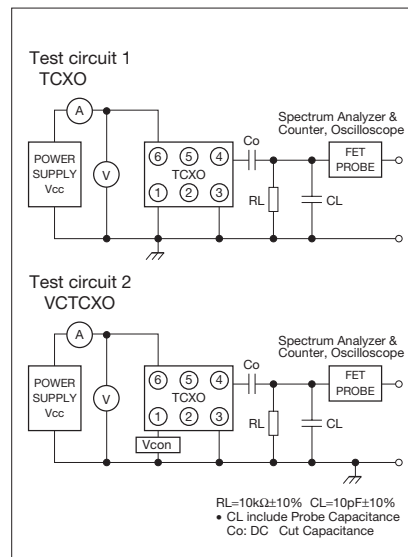 Test circuit 1
TCXO
A
POWER
SUPPLY
Vcc
V
6 5 4
TCXO
1 2 3
Co
RL
CL
Spectrum Analyzer &
Counter, Oscilloscope
FET
PROBE
Test circuit 2
VCTCXO
A
POWER
SUPPLY
Vcc
V
6 5 4
TCXO
1 2 3
Vcon
Co
RL
CL
Spectrum Analyzer &
Counter, Oscilloscope
FET
PROBE
RL=10kΩ±10% CL=10pF±10%
• CL include Probe Capacitance
Co: DC Cut Capacitance